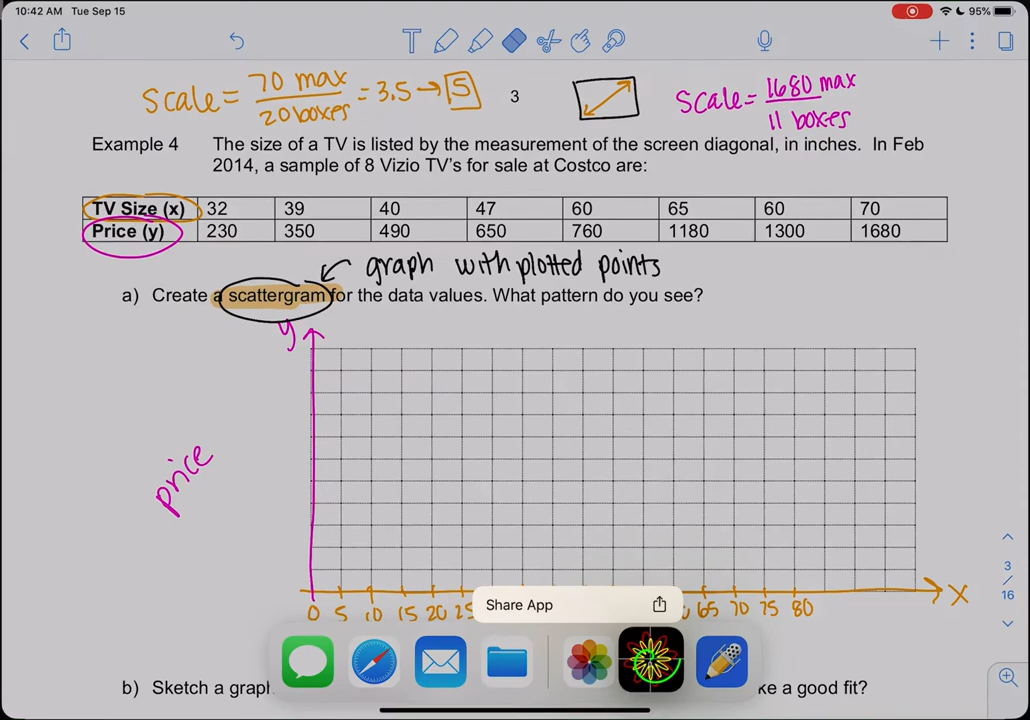 10:42 AM Tue Sep 15 95%
T
Scale = 70 max / 20 boxes = 3.5 → 5
3
Scale = 1680 max / 11 boxes
Example 4 The size of a TV is listed by the measurement of the screen diagonal, in inches. In Feb
2014, a sample of 8 Vizio TV's for sale at Costco are:
TV Size (x) 32 39 40 47 60 65 60 70
Price (y) 230 350 490 650 760 1180 1300 1680
graph with plotted points
a) Create a scattergram for the data values. What pattern do you see?
y
price
3
/
16
Share App
x
0 5 10 15 20 25 65 70 75 80
b) Sketch a graph ke a good fit?